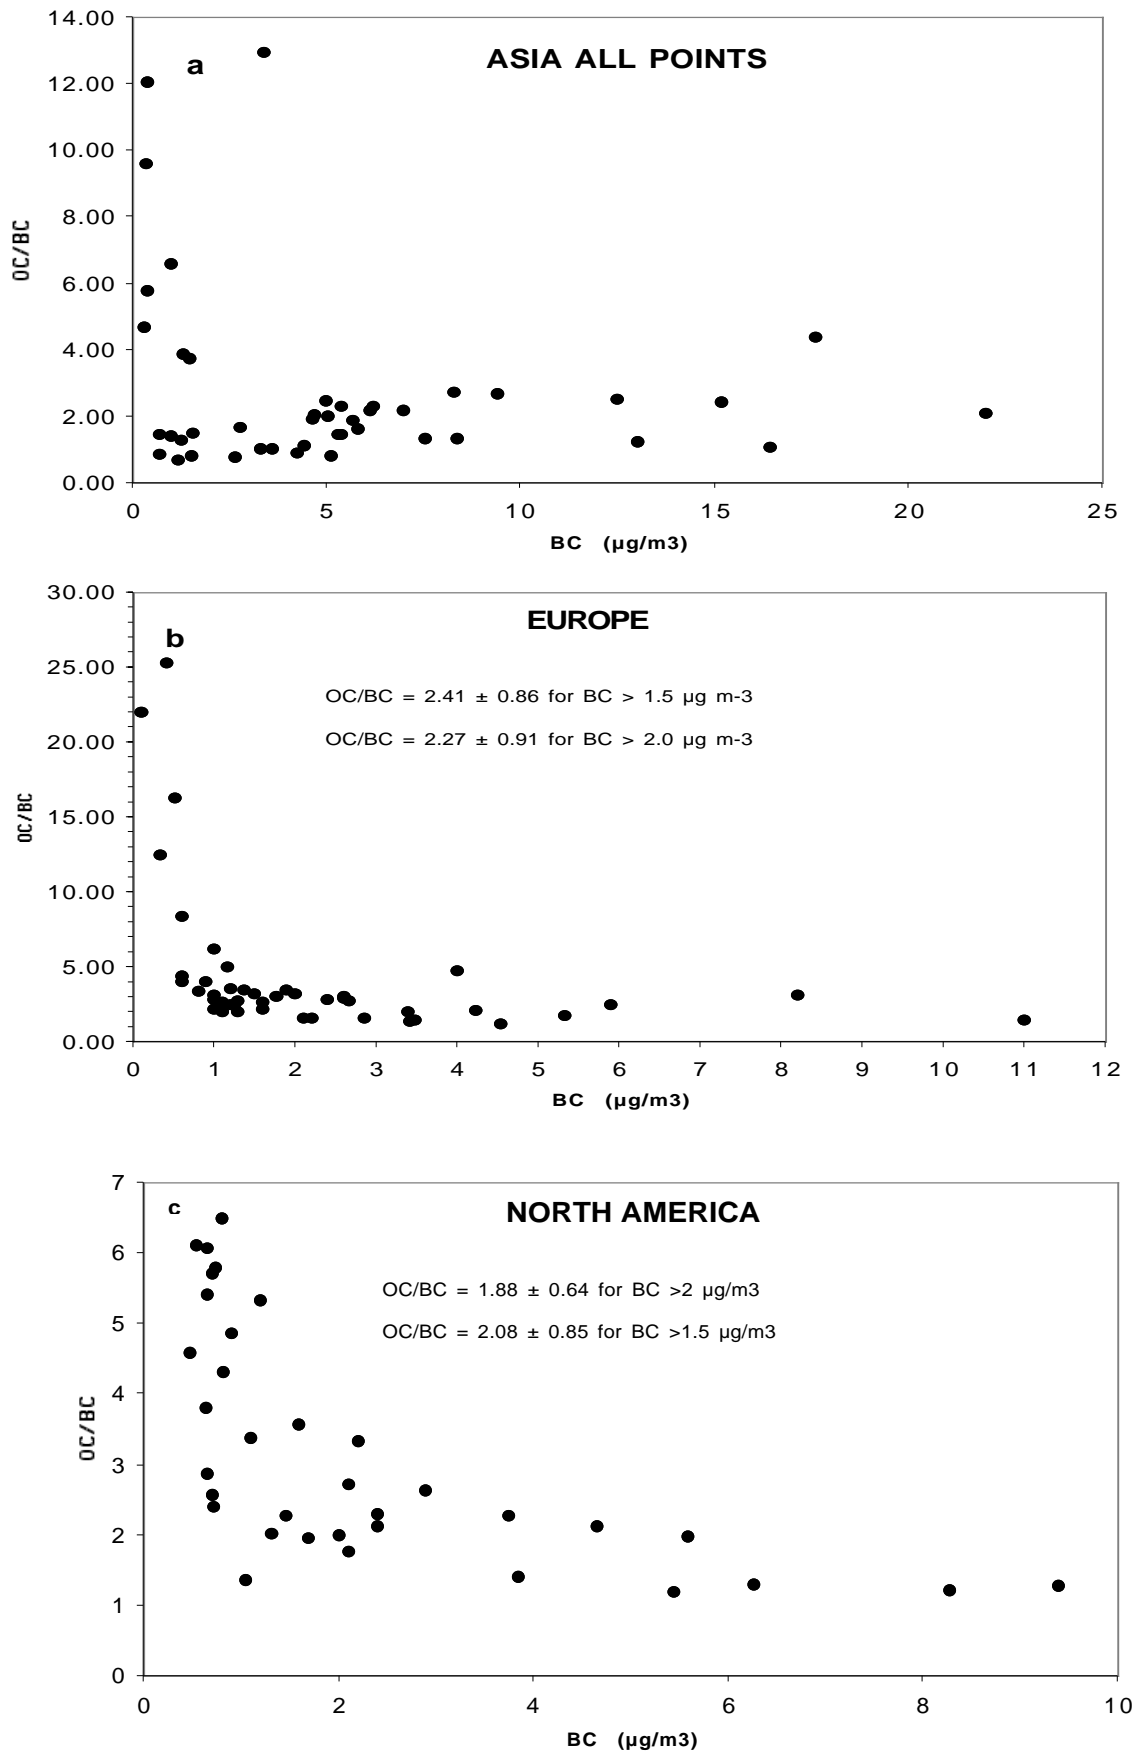 a
ASIA ALL POINTS
14.00
12.00
10.00
8.00
6.00
4.00
2.00
0.00
OC/BC
0 5 10 15 20 25
BC (µg/m3)
b
EUROPE
OC/BC = 2.41 ± 0.86 for BC > 1.5 µg m-3
OC/BC = 2.27 ± 0.91 for BC > 2.0 µg m-3
30.00
25.00
20.00
15.00
10.00
5.00
0.00
OC/BC
0 1 2 3 4 5 6 7 8 9 10 11 12
BC (µg/m3)
c
NORTH AMERICA
OC/BC = 1.88 ± 0.64 for BC >2 µg/m3
OC/BC = 2.08 ± 0.85 for BC >1.5 µg/m3
7
6
5
4
3
2
1
0
OC/BC
0 2 4 6 8 10
BC (µg/m3)